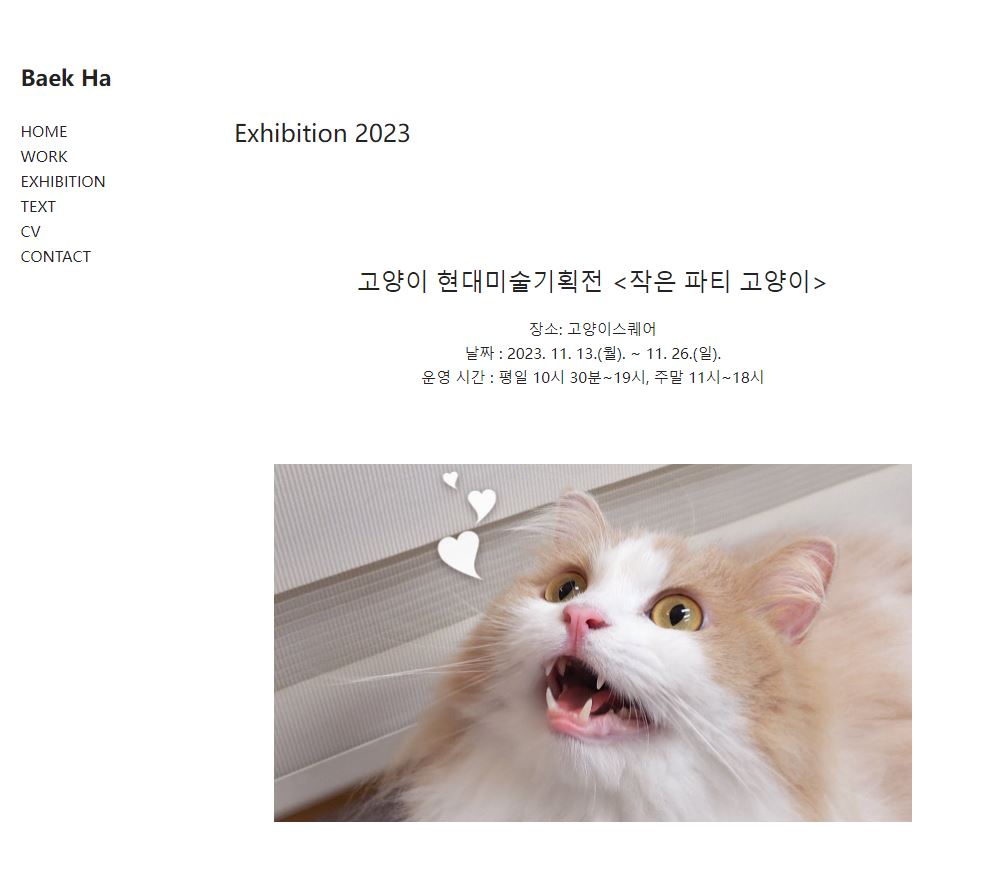 Baek Ha
HOME
WORK
EXHIBITION
TEXT
CV
CONTACT
Exhibition 2023
고양이 현대미술기획전 <작은 파티 고양이>
장소: 고양이스퀘어
날짜 : 2023. 11. 13.(월). ~ 11. 26.(일).
운영 시간 : 평일 10시 30분~19시, 주말 11시~18시